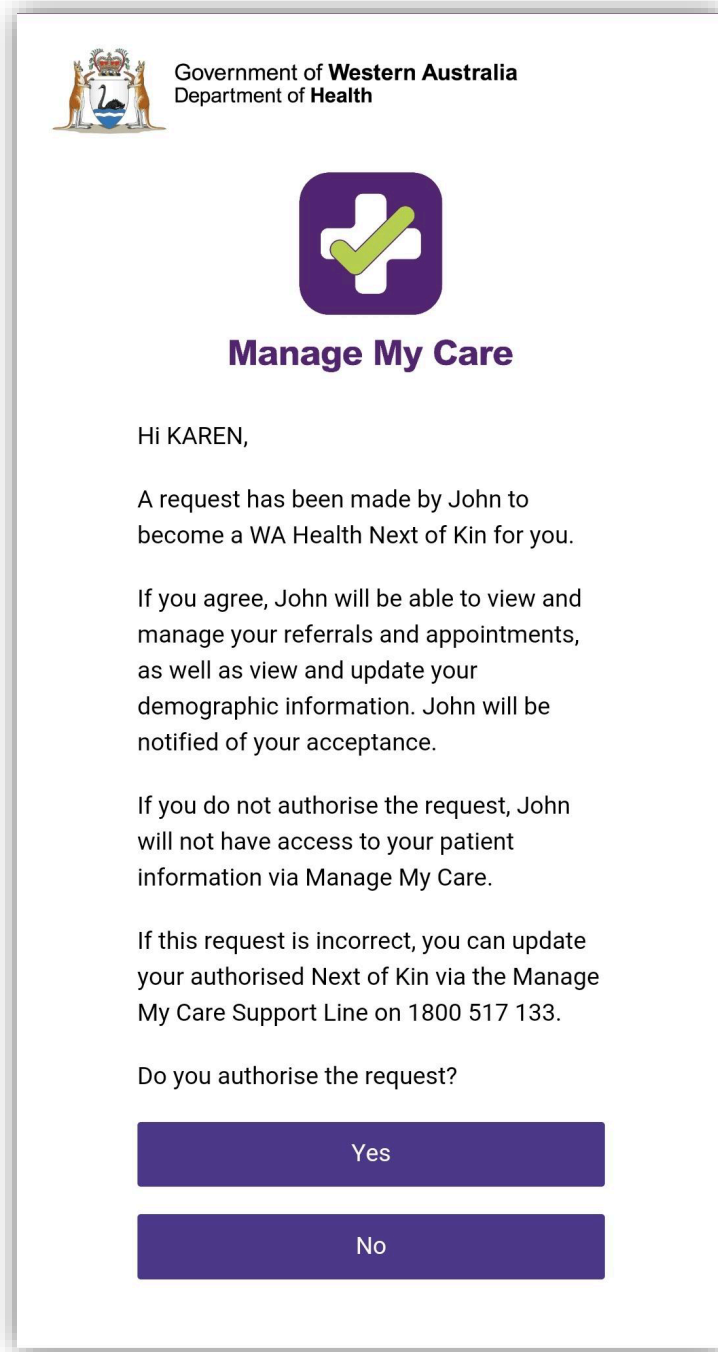 Government of Western Australia
Department of Health
Manage My Care
Hi KAREN,
A request has been made by John to
become a WA Health Next of Kin for you.
If you agree, John will be able to view and
manage your referrals and appointments,
as well as view and update your
demographic information. John will be
notified of your acceptance.
If you do not authorise the request, John
will not have access to your patient
information via Manage My Care.
If this request is incorrect, you can update
your authorised Next of Kin via the Manage
My Care Support Line on 1800 517 133.
Do you authorise the request?
Yes
No